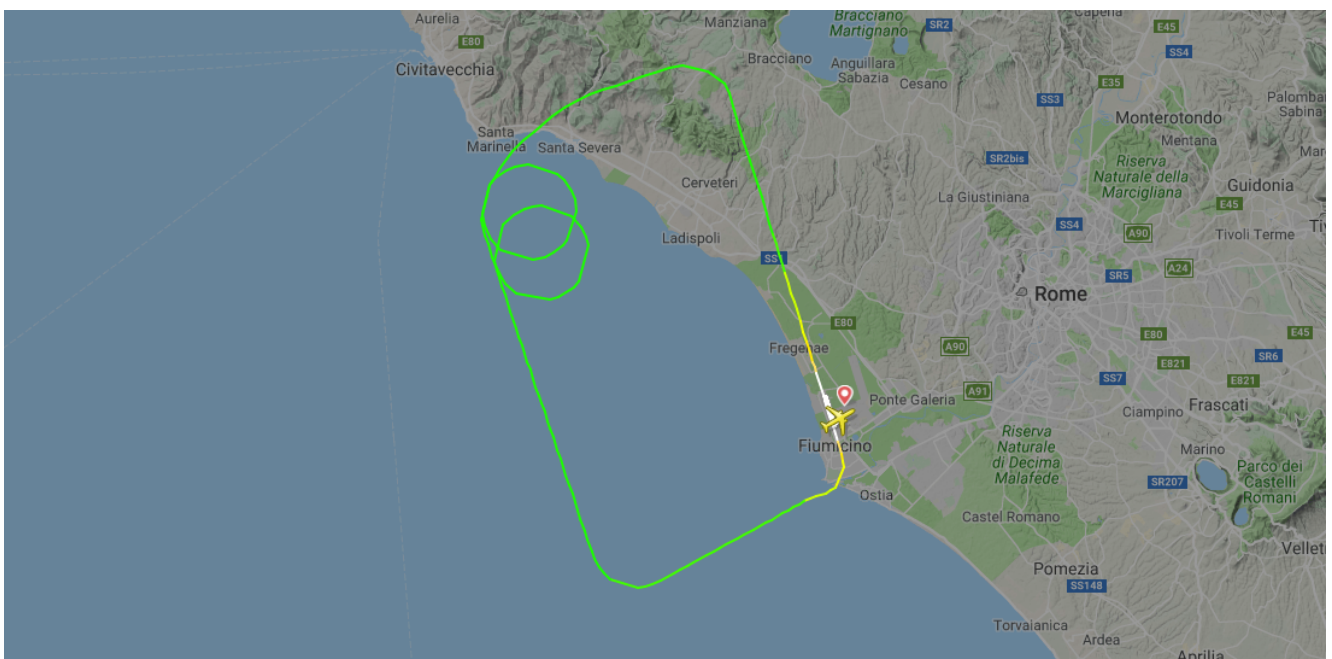 Aurelia
E80
Civitavecchia
Santa
Marinella
Santa Severa
Manziana
Bracciano
Bracciano
Martignano
SR2
Anguillara
Sabazia
Cesano
Capena
E45
SS4
E35
SS3
Monterotondo
Mentana
Palomba
Sabina
Mar
SR2bis
Riserva
Naturale della
Marcigliana
Guidonia
E45
Cerveteri
La Giustiniana
SS4
A90
Tivoli Terme
Tiv
Ladispoli
SS1
SR5
A24
Rome
E80
Fregenae
A90
E80
E45
SR6
E821
SS7
E821
Ponte Galeria
A91
Ciampino
Frascati
Fiumicino
Riserva
Naturale
di Decima
Malafede
Marino
SR207
Parco dei
Castelli
Romani
Ostia
Castel Romano
Velleti
Pomezia
SS148
Torvaianica
Ardea
Aprilia